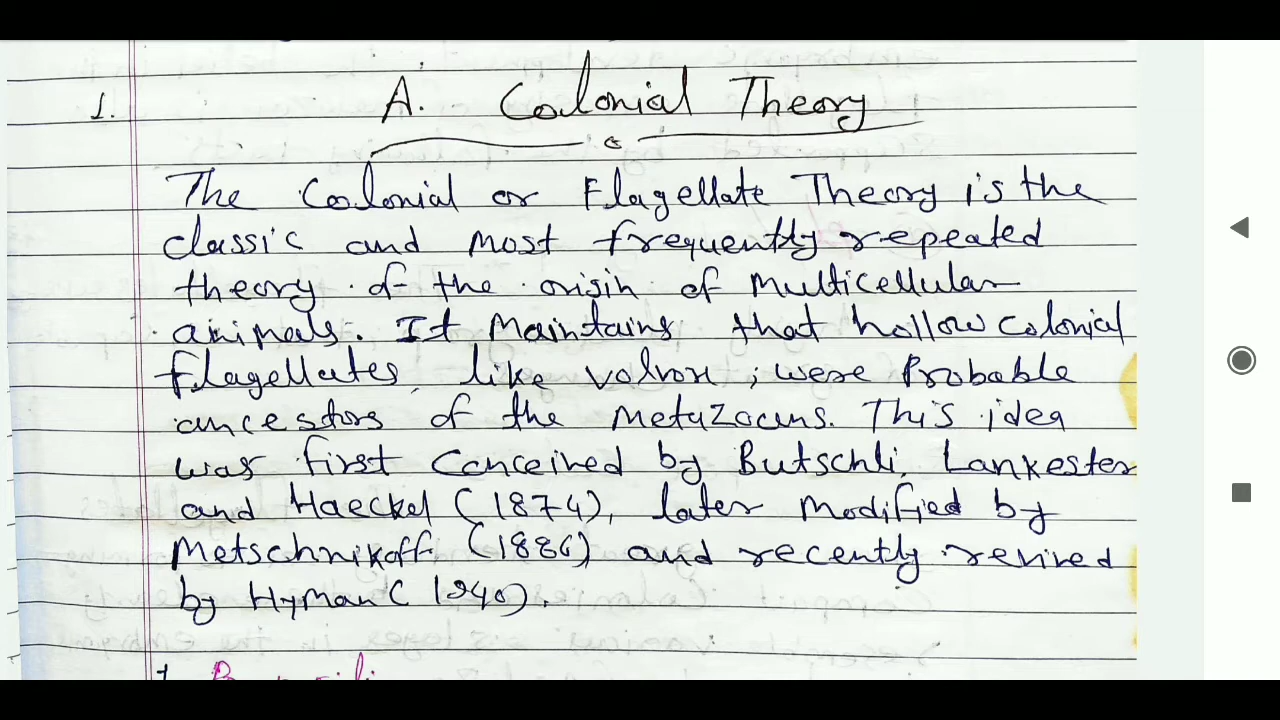 1. A. Colonial Theory
The Colonial or Flagellate Theory is the
classic and most frequently repeated
theory of the origin of multicellular
animals. It Maintains that hollow colonial
flagellates, like volvox, were Probable
ancestors of the Metazoans. This idea
was first conceived by Butschli, Lankester
and Haeckel (1874), later modified by
Metschnikoff (1886) and recently revived
by Hyman (1940).